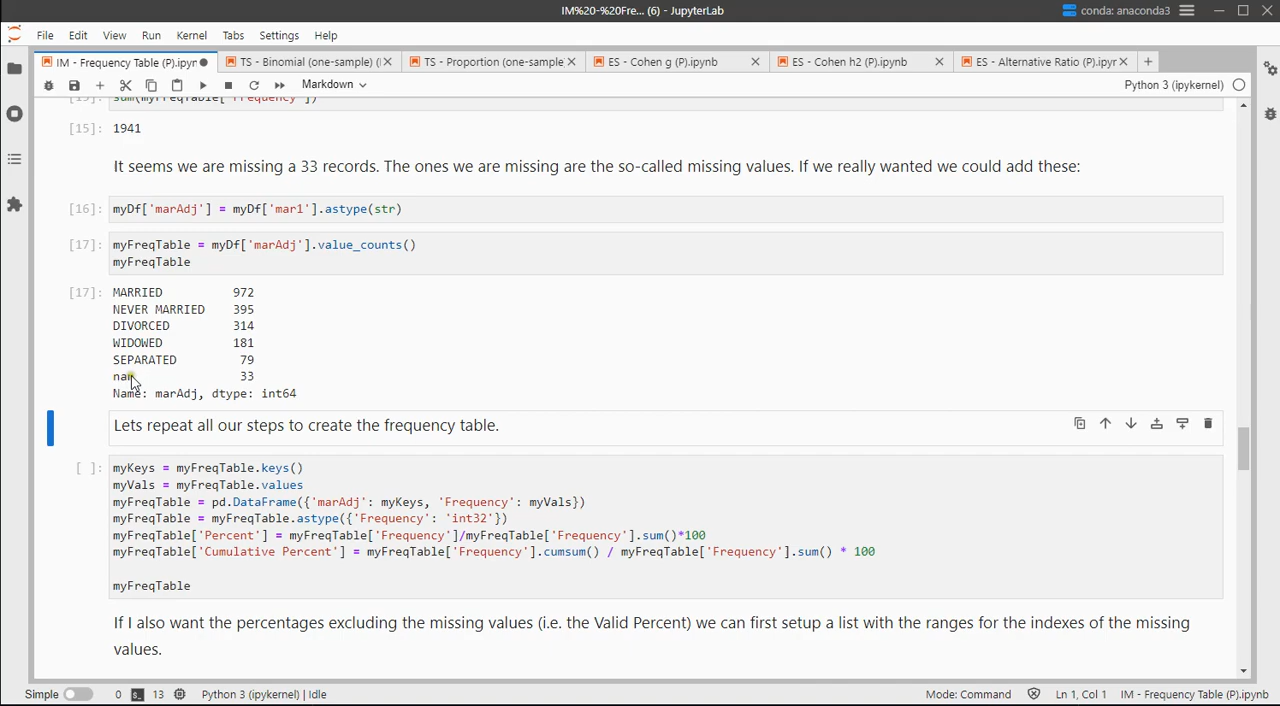 IM%20-%20Fre... (6) - JupyterLab
conda: anaconda3
File Edit View Run Kernel Tabs Settings Help
IM - Frequency Table (P).ipyn
TS - Binomial (one-sample) (
TS - Proportion (one-sample
ES - Cohen g (P).ipynb
ES - Cohen h2 (P).ipynb
ES - Alternative Ratio (P).ipyr
Markdown
Python 3 (ipykernel)
sum(myFreqTable['Frequency'])
[15]: 1941
It seems we are missing a 33 records. The ones we are missing are the so-called missing values. If we really wanted we could add these:
[16]: myDf['marAdj'] = myDf['mar1'].astype(str)
[17]: myFreqTable = myDf['marAdj'].value_counts()
myFreqTable
[17]: MARRIED 972
NEVER MARRIED 395
DIVORCED 314
WIDOWED 181
SEPARATED 79
nan 33
Name: marAdj, dtype: int64
Lets repeat all our steps to create the frequency table.
[ ]: myKeys = myFreqTable.keys()
myVals = myFreqTable.values
myFreqTable = pd.DataFrame({'marAdj': myKeys, 'Frequency': myVals})
myFreqTable = myFreqTable.astype({'Frequency': 'int32'})
myFreqTable['Percent'] = myFreqTable['Frequency']/myFreqTable['Frequency'].sum()*100
myFreqTable['Cumulative Percent'] = myFreqTable['Frequency'].cumsum() / myFreqTable['Frequency'].sum() * 100
myFreqTable
If I also want the percentages excluding the missing values (i.e. the Valid Percent) we can first setup a list with the ranges for the indexes of the missing
values.
Simple 0 13 Python 3 (ipykernel) | Idle
Mode: Command Ln 1, Col 1 IM - Frequency Table (P).ipynb